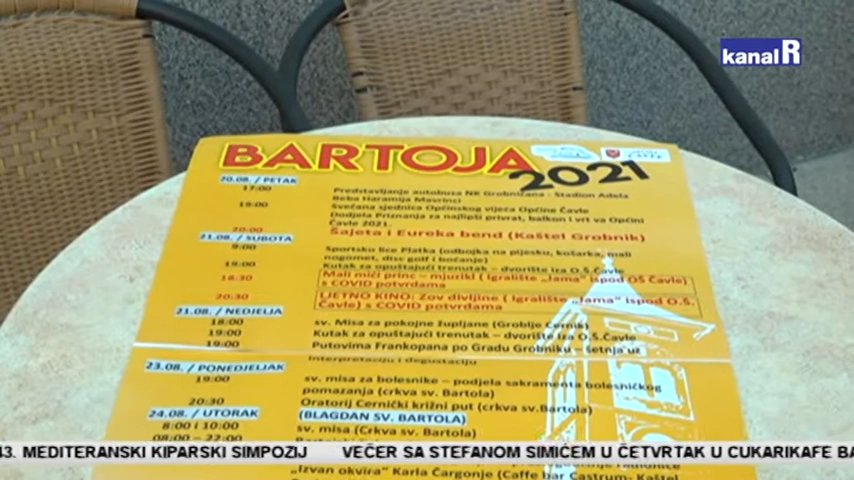 kanal R
BARTOJA
2021
20.08. / PETAK
17:00 Predstavljanje autobusa NK Grobničana - Stadion Adela
Beba Haramija Mavrinci
19:00 Svečana sjednica Općinskog vijeća Općine Čavle
Dodjela Priznanja za najlipši privrat, balkon i vrt va Općini
Čavle 2021.
20:00 Šajeta i Eureka bend (Kaštel Grobnik)
21.08. / SUBOTA
9:00 Sportsko lice Platka (odbojka na pijesku, košarka, mali
nogomet, disc golf i boćanje)
19:00 Kutak za opuštajući trenutak - dvorište iza O.Š.Čavle
18:30 Mali mići princ - mjuzikl ( Igralište „Jama" ispod OŠ Čavle)
s COVID potvrdama
20:30 LJETNO KINO: Zov divljine ( Igralište „Jama" ispod O.Š.
Čavle) s COVID potvrdama
21.08. / NEDJELJA
18:00 sv. Misa za pokojne župljane (Groblje Cernik)
19:00 Kutak za opuštajući trenutak - dvorište iza O.Š.Čavle
19:00 Putovima Frankopana po Gradu Grobniku - šetnja uz
interpretaciju i degustaciju
23.08. / PONEDJELJAK
19:00 sv. misa za bolesnike - podjela sakramenta bolesničkog
pomazanja (crkva sv. Bartola)
20:30 Oratorij Cernički križni put (crkva sv.Bartola)
24.08. / UTORAK (BLAGDAN SV. BARTOLA)
8:00 i 10:00 sv. misa (Crkva sv. Bartola)
08:00 - 22:00
43. MEDITERANSKI KIPARSKI SIMPOZIJ VEČER SA STEFANOM SIMIĆEM U ČETVRTAK U CUKARIKAFE BA
„Izvan okvira" Karla Čargonje (Caffe bar Castrum, Kaštel